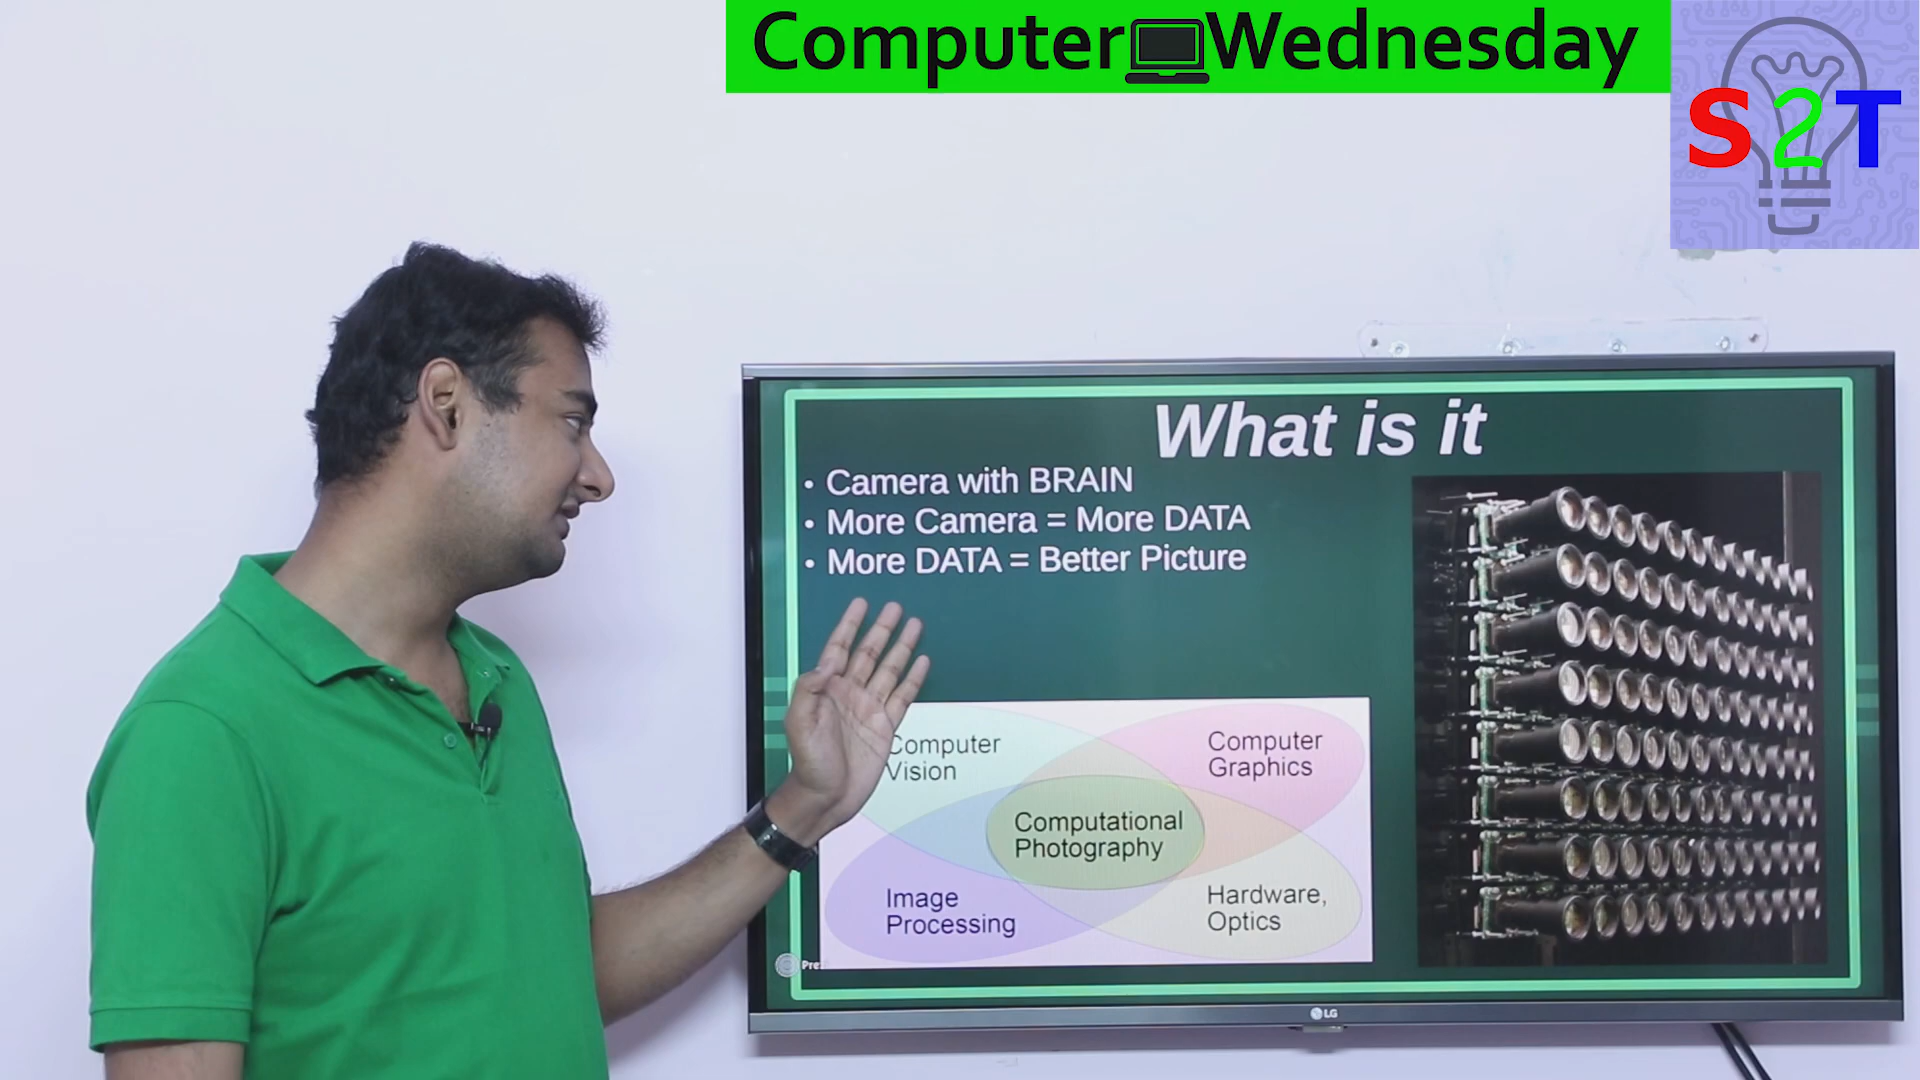 Computer Wednesday
S2T
What is it
• Camera with BRAIN
• More Camera = More DATA
• More DATA = Better Picture
Computer
Vision
Computer
Graphics
Computational
Photography
Image
Processing
Hardware,
Optics
LG